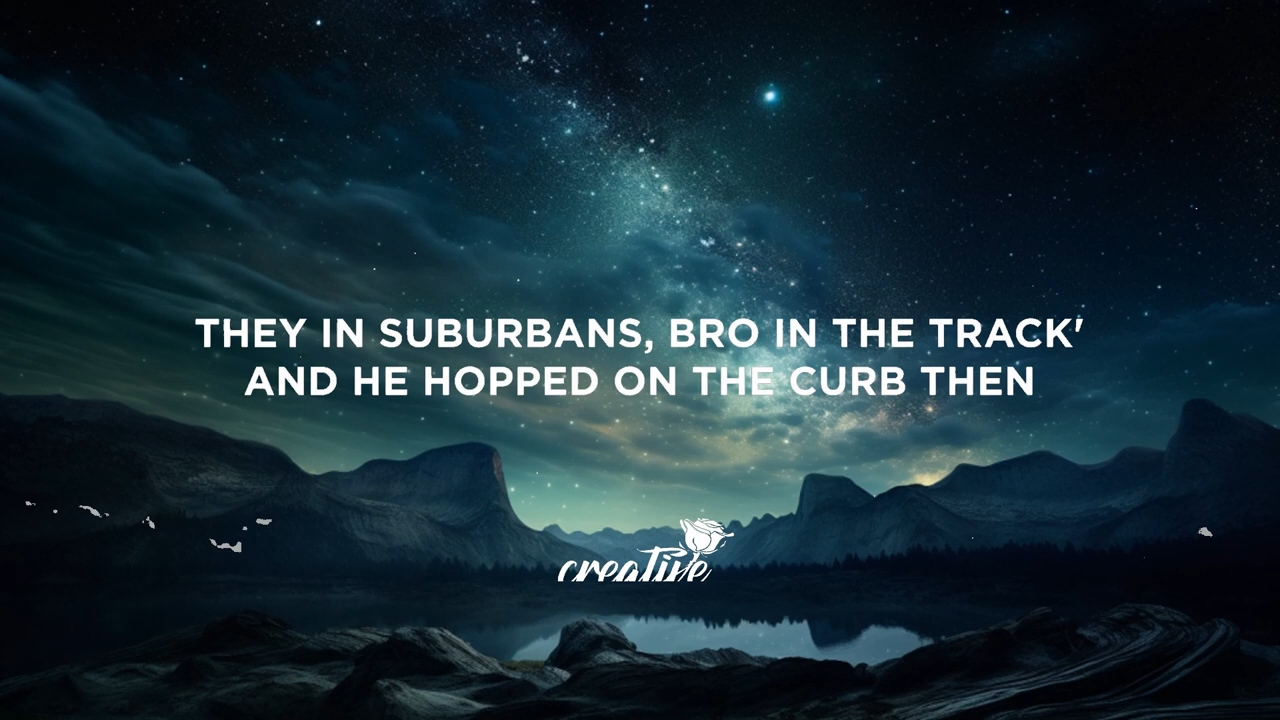 THEY IN SUBURBANS, BRO IN THE TRACK'
AND HE HOPPED ON THE CURB THEN
creative